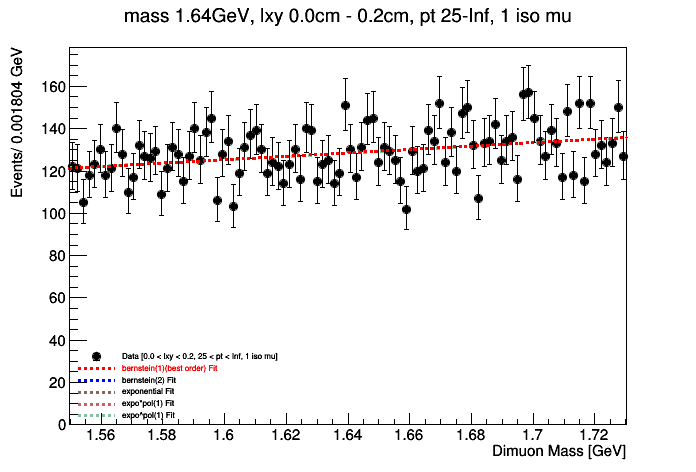 mass 1.64GeV, lxy 0.0cm - 0.2cm, pt 25-Inf, 1 iso mu
Events/ 0.001804 GeV
160
140
120
100
80
60
40
20
0
Data [0.0 < lxy < 0.2, 25 < pt < Inf, 1 iso mu]
bernstein(1)(best order) Fit
bernstein(2) Fit
exponential Fit
expo*pol(1) Fit
expo^pol(1) Fit
1.56 1.58 1.6 1.62 1.64 1.66 1.68 1.7 1.72
Dimuon Mass [GeV]